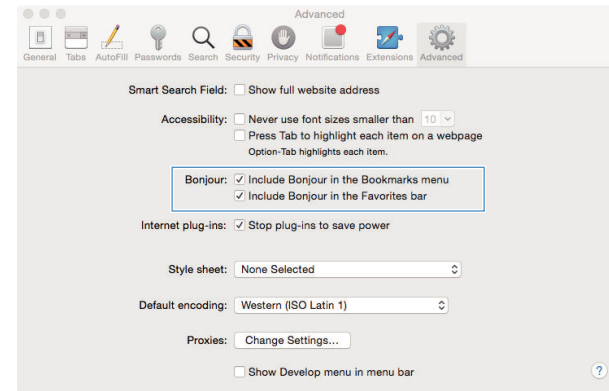 Advanced
General Tabs AutoFill Passwords Search Security Privacy Notifications Extensions Advanced
Smart Search Field: Show full website address
Accessibility: Never use font sizes smaller than 10
Press Tab to highlight each item on a webpage
Option-Tab highlights each item.
Bonjour: Include Bonjour in the Bookmarks menu
Include Bonjour in the Favorites bar
Internet plug-ins: Stop plug-ins to save power
Style sheet: None Selected
Default encoding: Western (ISO Latin 1)
Proxies: Change Settings...
Show Develop menu in menu bar
?